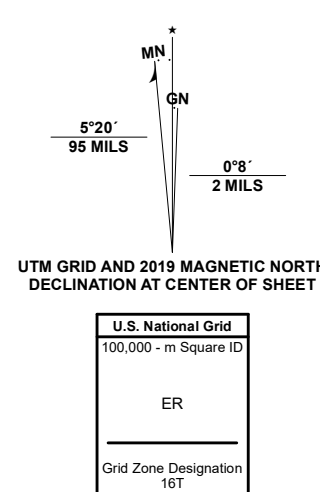 ★
MN
GN
5°20´
95 MILS
0°8´
2 MILS
UTM GRID AND 2019 MAGNETIC NORTH
DECLINATION AT CENTER OF SHEET
U.S. National Grid
100,000 - m Square ID
ER
Grid Zone Designation
16T